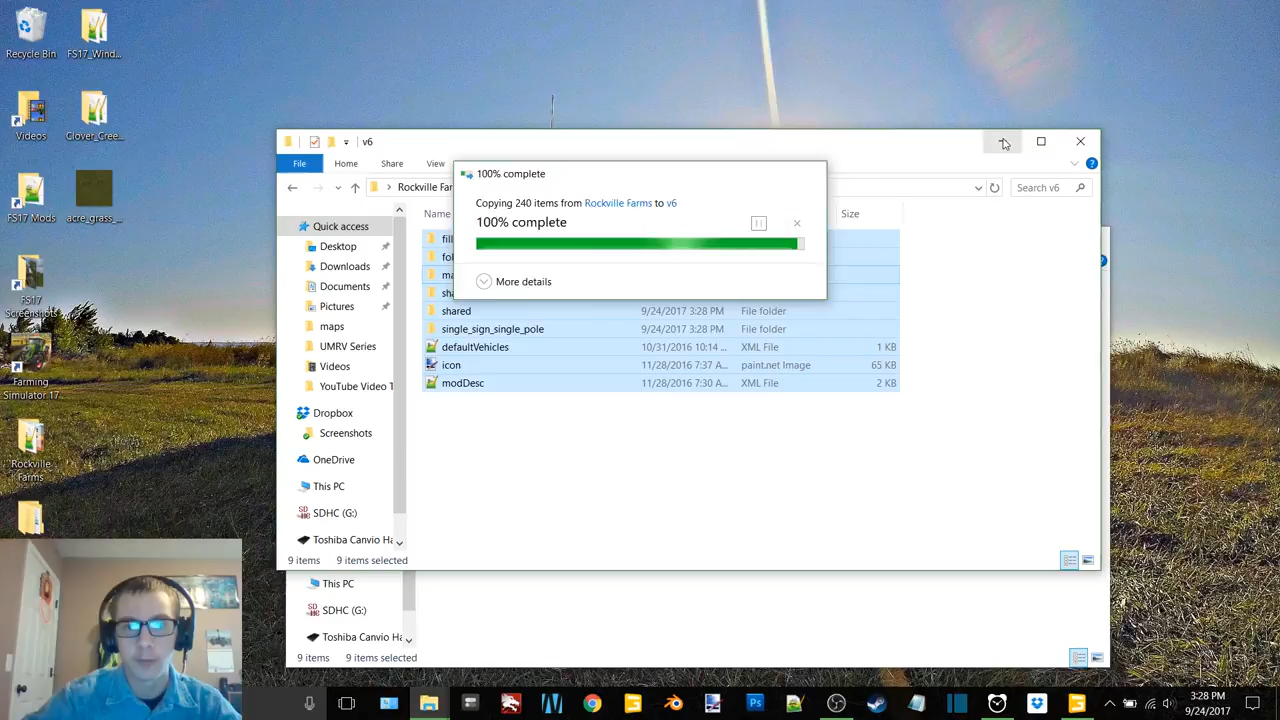 Recycle Bin
FS17_Wind...
Videos
Clover_Cree...
FS17 Mods
acre_grass_...
FS17
Screenshots
Farming
Simulator 17
Rockville
Farms
v6
File
Home
Share
View
Rockville Far
Search v6
Name
Size
100% complete
Copying 240 items from Rockville Farms to v6
100% complete
More details
Quick access
Desktop
Downloads
Documents
Pictures
maps
UMRV Series
Videos
YouTube Video T
Dropbox
Screenshots
OneDrive
This PC
SDHC (G:)
Toshiba Canvio Ha
fill
fol
ma
sh
shared 9/24/2017 3:28 PM File folder
single_sign_single_pole 9/24/2017 3:28 PM File folder
defaultVehicles 10/31/2016 10:14 ... XML File 1 KB
icon 11/28/2016 7:37 A... paint.net Image 65 KB
modDesc 11/28/2016 7:30 A... XML File 2 KB
9 items 9 items selected
This PC
SDHC (G:)
Toshiba Canvio Ha
9 items 9 items selected
3:28 PM
9/24/2017